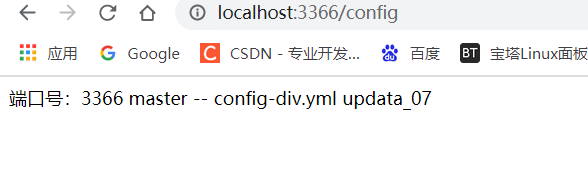 localhost:3366/config
应用 Google C CSDN - 专业开发... 百度 BT 宝塔Linux面板
端口号：3366 master -- config-div.yml updata_07